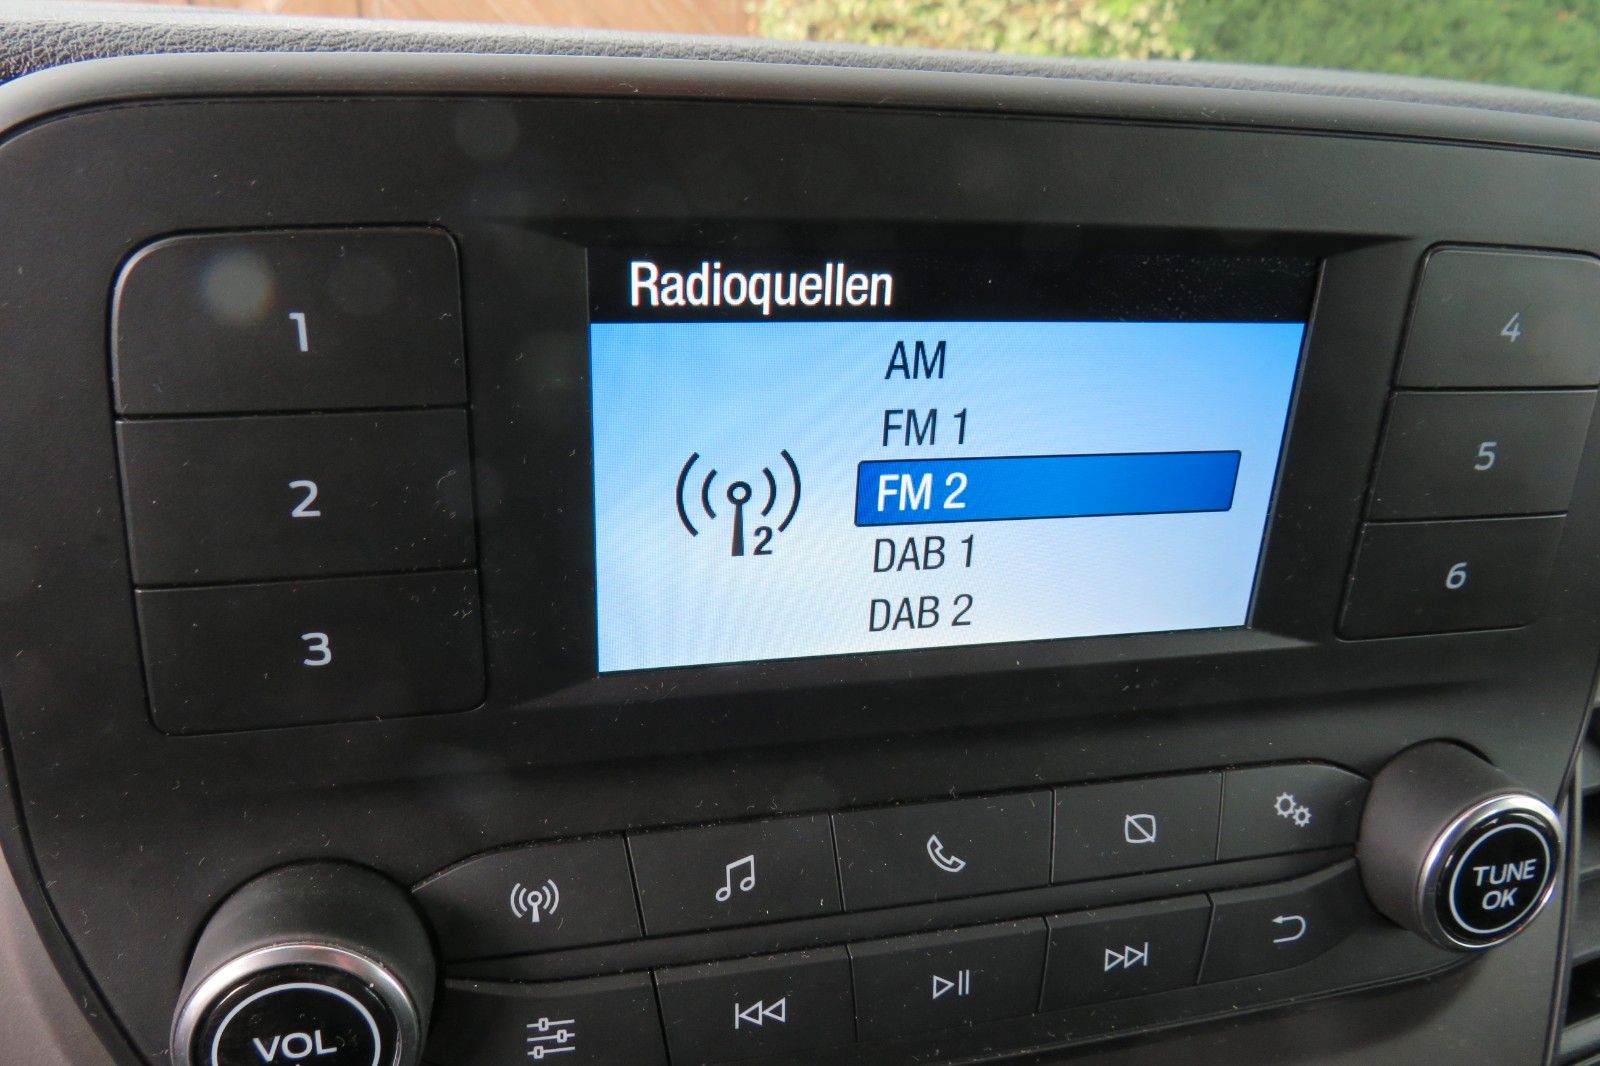 Radioquellen
AM
FM 1
FM 2
DAB 1
DAB 2
2
1
2
3
4
5
6
VOL
TUNE
OK